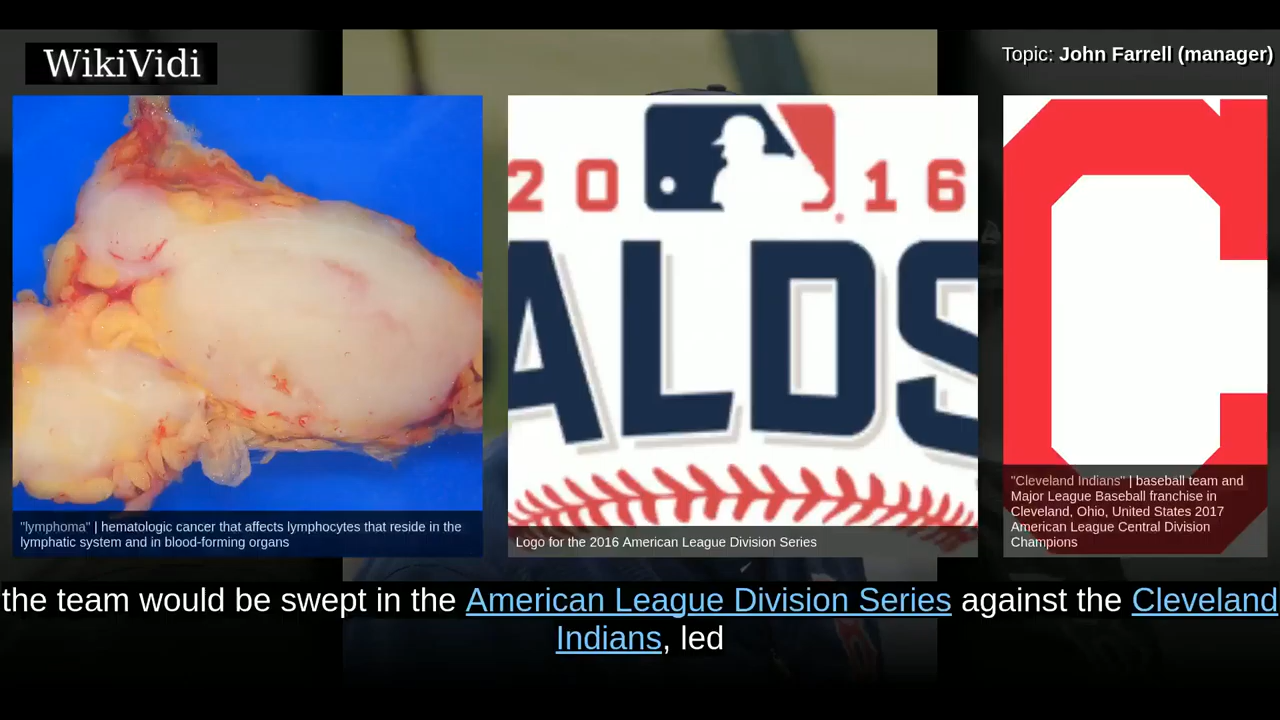 WikiVidi
Topic: John Farrell (manager)
20 16
ALDS
C
"lymphoma" | hematologic cancer that affects lymphocytes that reside in the
lymphatic system and in blood-forming organs
Logo for the 2016 American League Division Series
"Cleveland Indians" | baseball team and
Major League Baseball franchise in
Cleveland, Ohio, United States 2017
American League Central Division
Champions
the team would be swept in the American League Division Series against the Cleveland
Indians, led